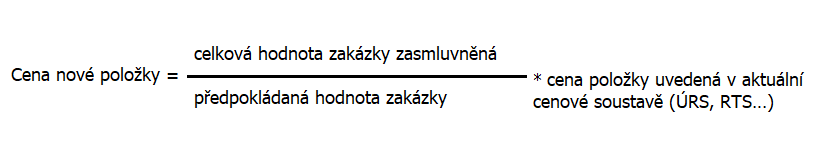 celková hodnota zakázky zasmluvněná
Cena nové položky =
předpokládaná hodnota zakázky
* cena položky uvedená v aktuální
cenové soustavě (ÚRS, RTS...)